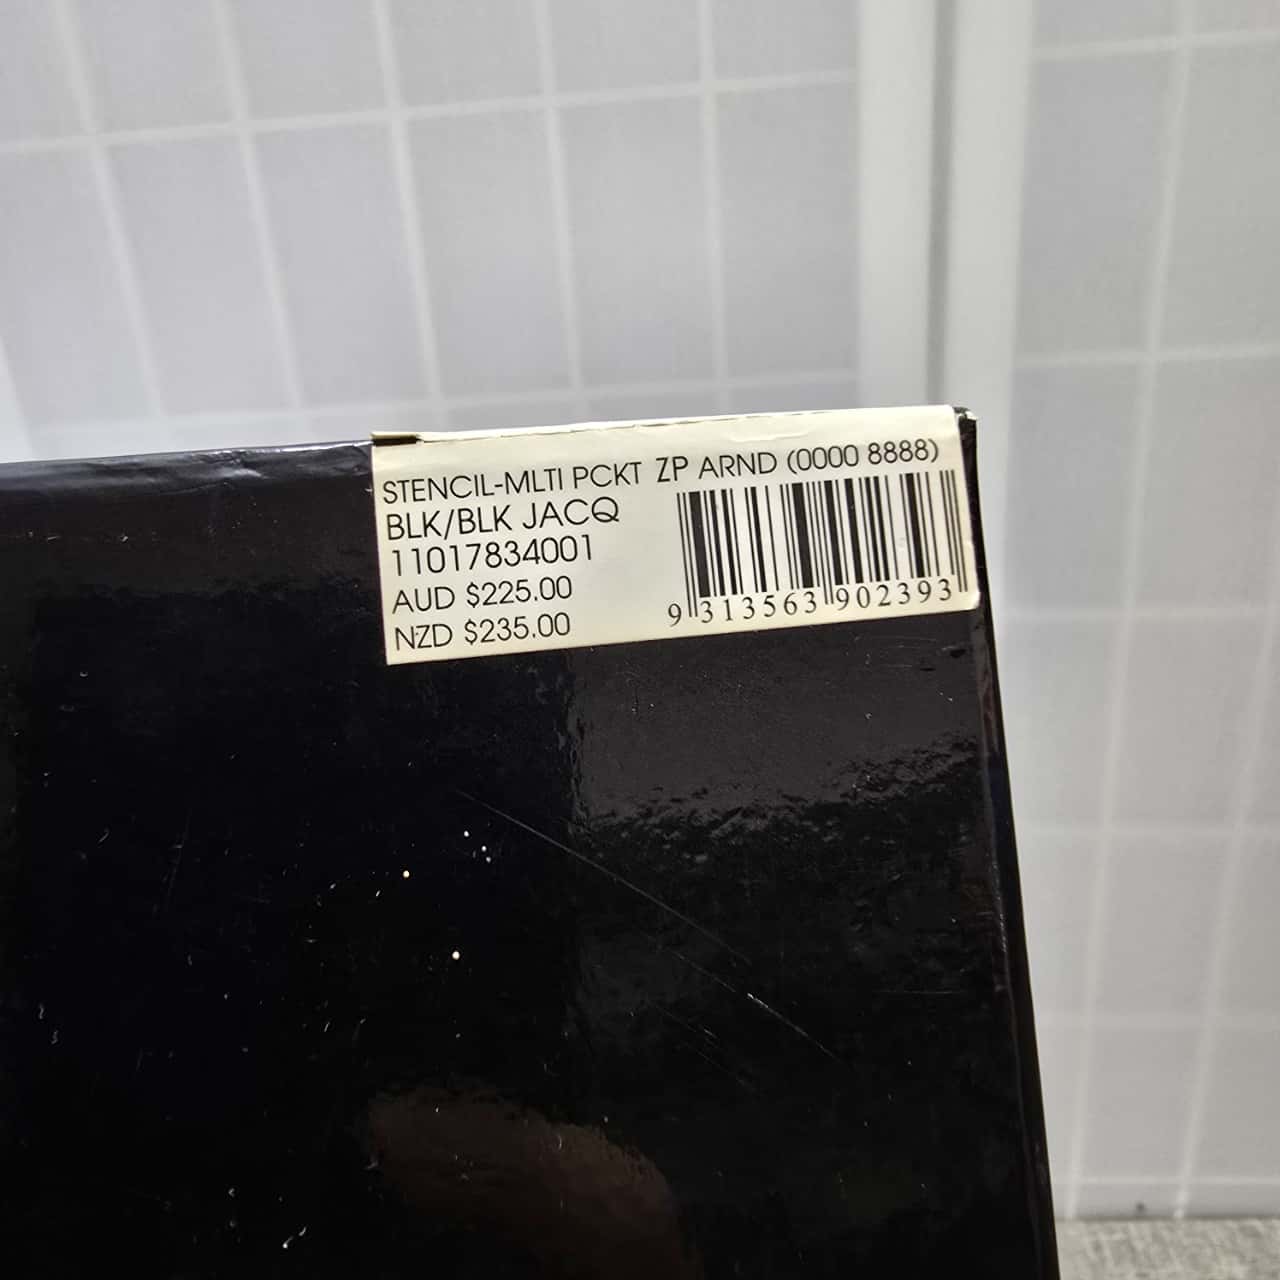 STENCIL-MLTI PCKT ZP ARND (0000 8888)
BLK/BLK JACQ
11017834001
AUD $225.00
NZD $235.00
9 313563 902393